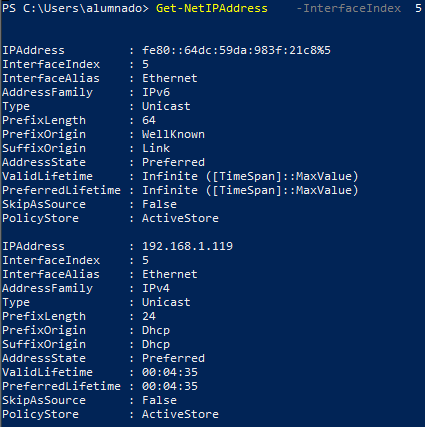 PS C:\Users\alumnado> Get-NetIPAddress -InterfaceIndex 5
IPAddress : fe80::64dc:59da:983f:21c8%5
InterfaceIndex : 5
InterfaceAlias : Ethernet
AddressFamily : IPv6
Type : Unicast
PrefixLength : 64
PrefixOrigin : WellKnown
SuffixOrigin : Link
AddressState : Preferred
ValidLifetime : Infinite ([TimeSpan]::MaxValue)
PreferredLifetime : Infinite ([TimeSpan]::MaxValue)
SkipAsSource : False
PolicyStore : ActiveStore
IPAddress : 192.168.1.119
InterfaceIndex : 5
InterfaceAlias : Ethernet
AddressFamily : IPv4
Type : Unicast
PrefixLength : 24
PrefixOrigin : Dhcp
SuffixOrigin : Dhcp
AddressState : Preferred
ValidLifetime : 00:04:35
PreferredLifetime : 00:04:35
SkipAsSource : False
PolicyStore : ActiveStore